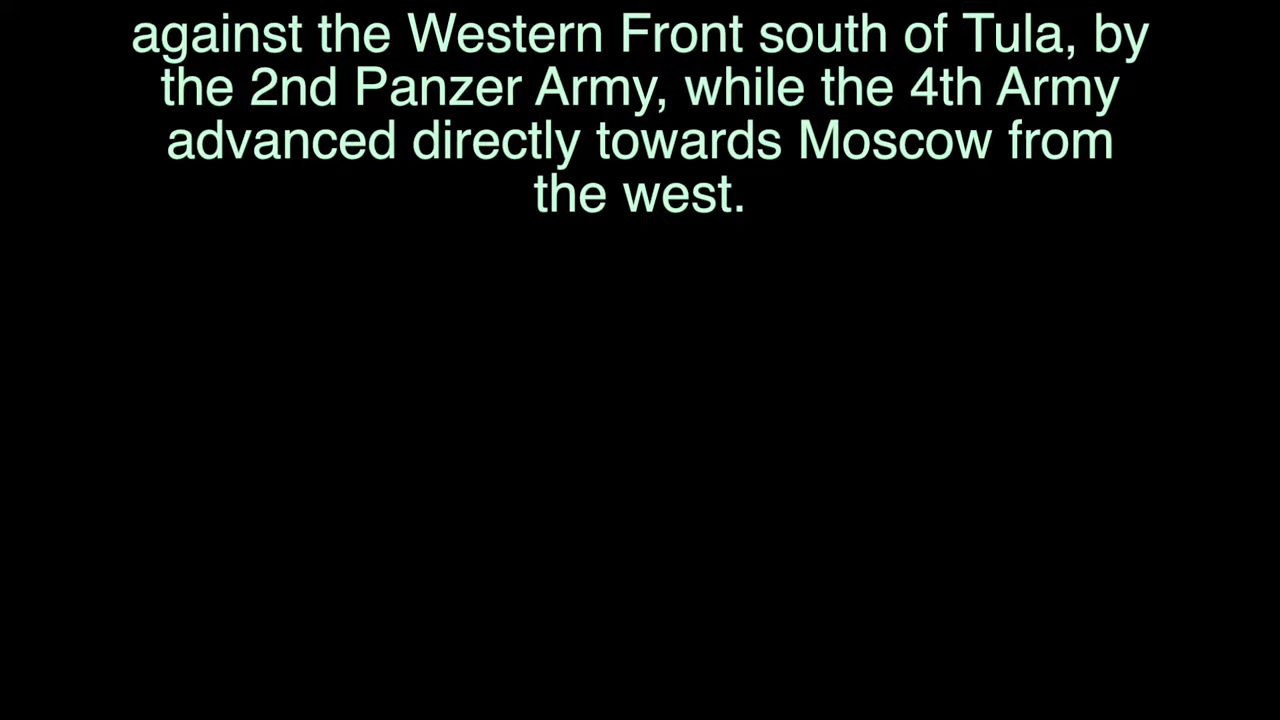 against the Western Front south of Tula, by
the 2nd Panzer Army, while the 4th Army
advanced directly towards Moscow from
the west.